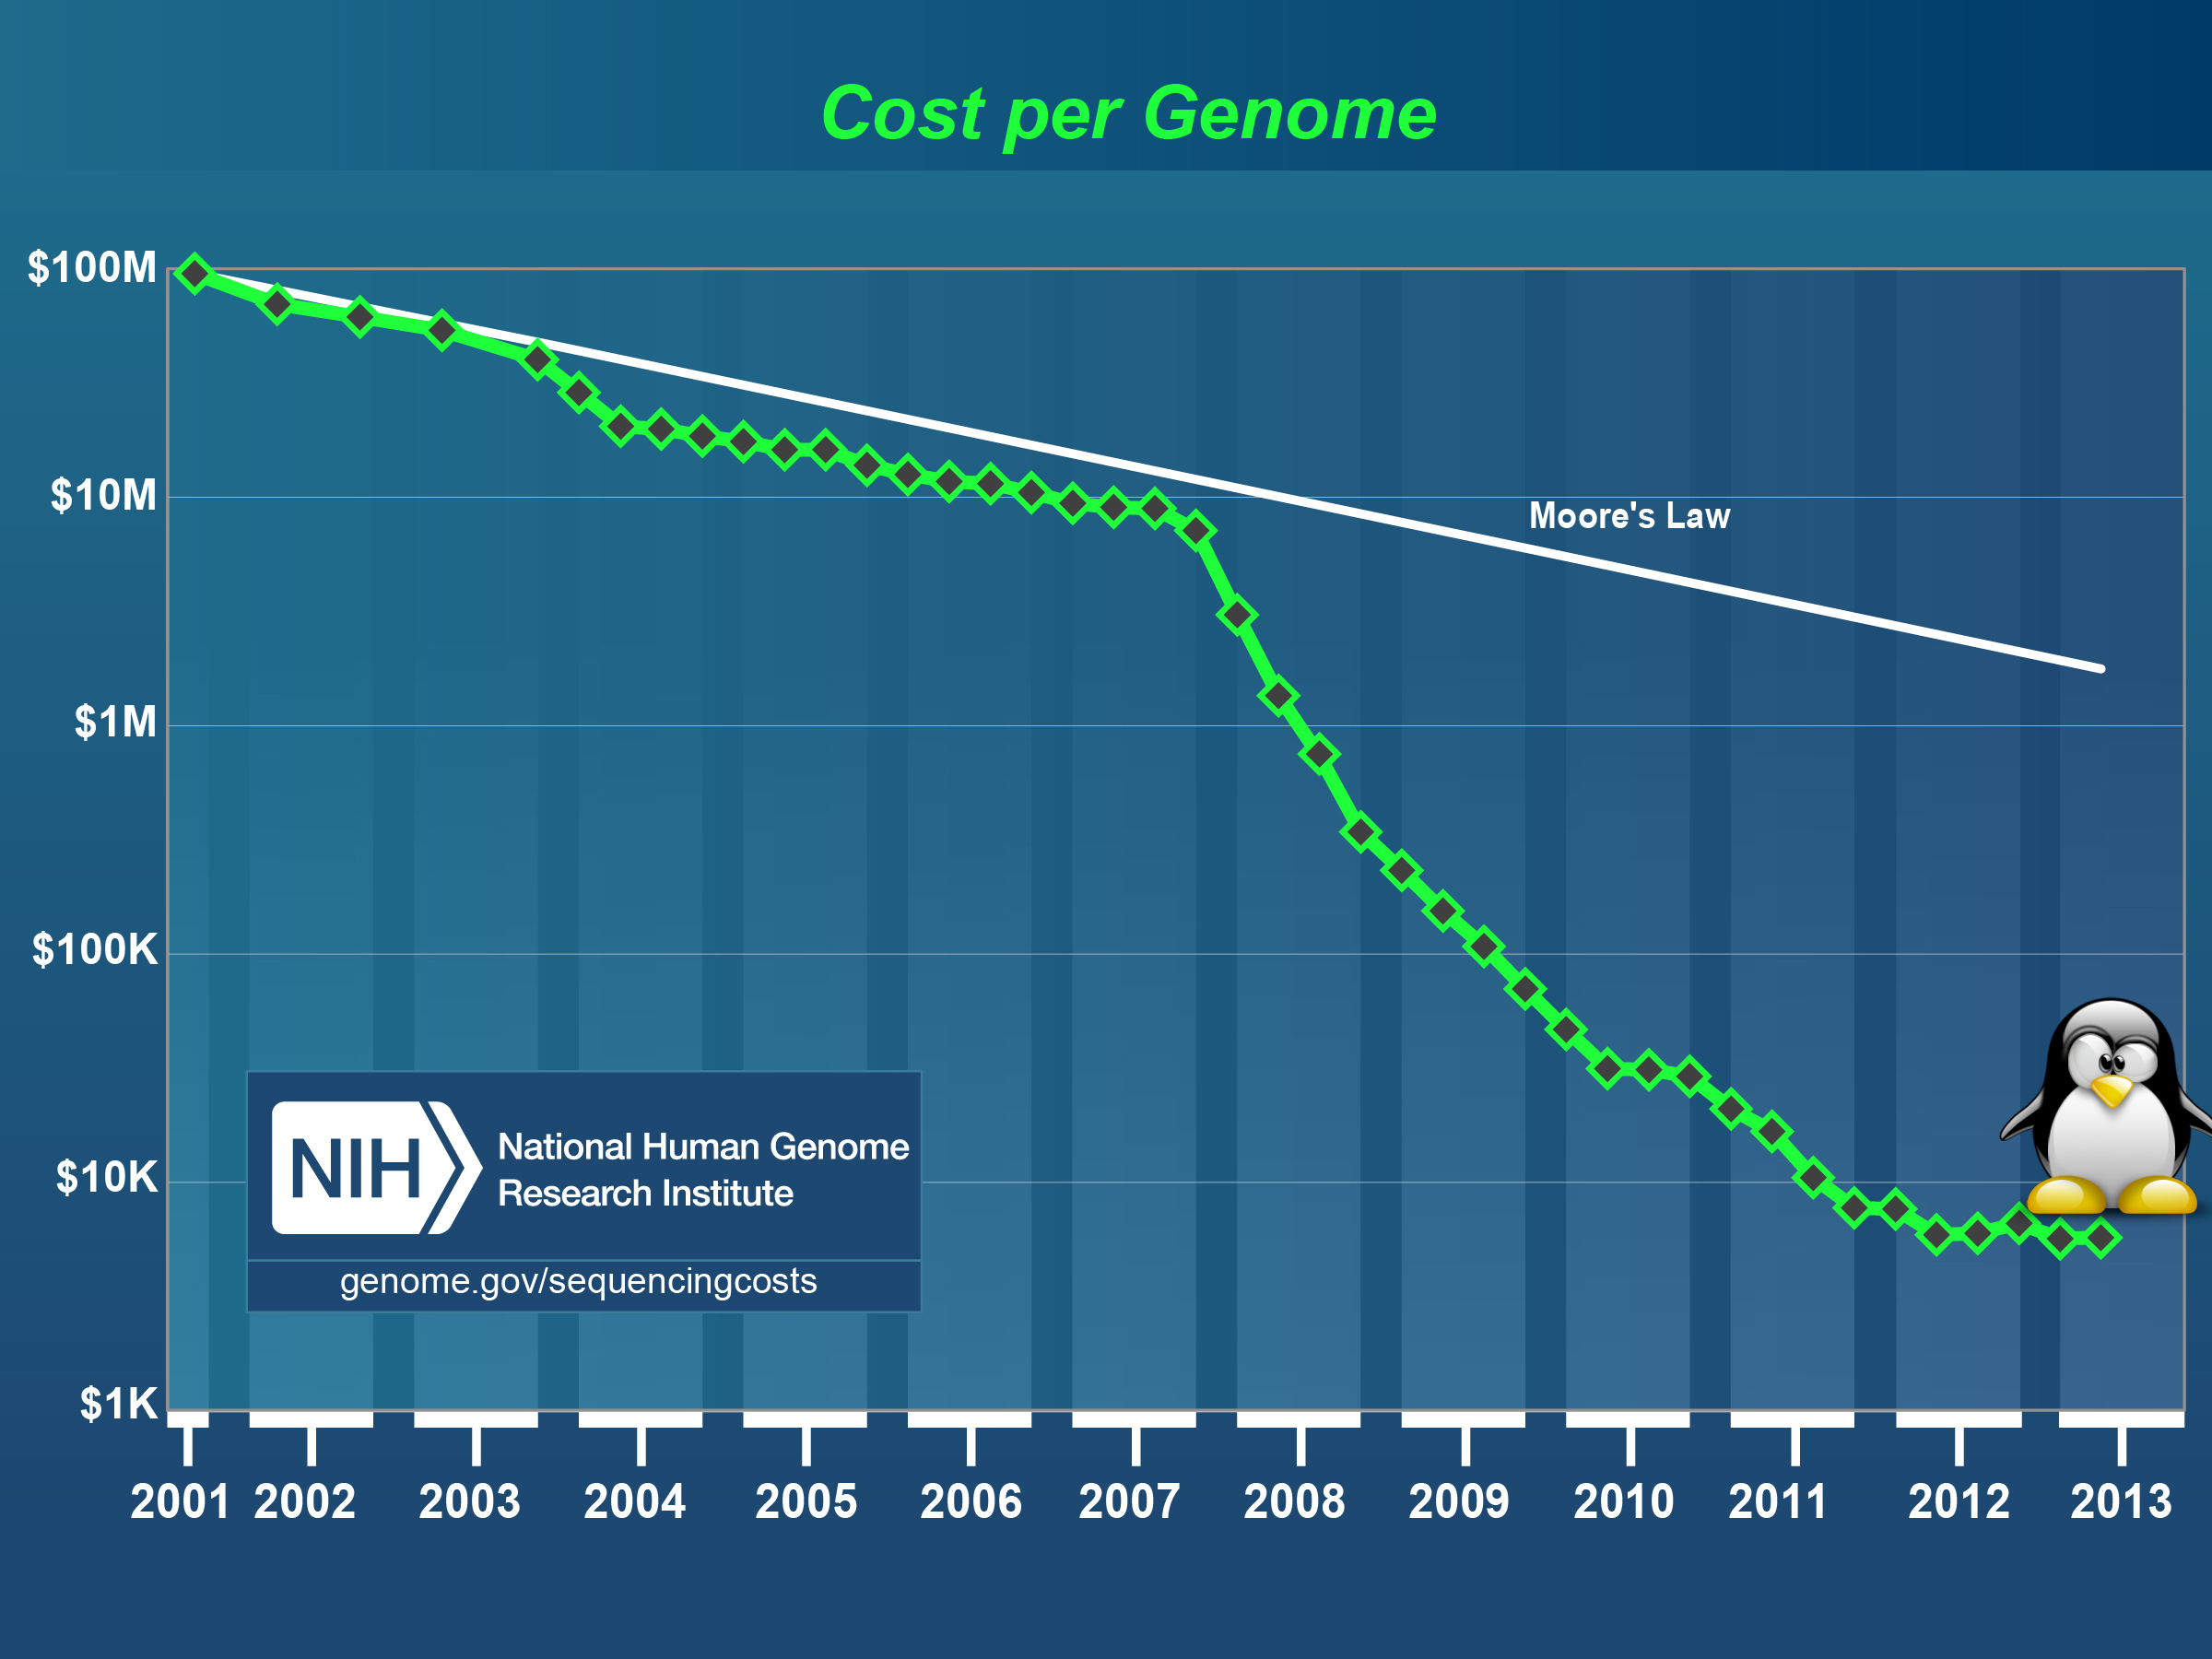 Cost per Genome
$100M
$10M
Moore's Law
$1M
$100K
$10K
$1K
NIH
National Human Genome
Research Institute
genome.gov/sequencingcosts
2001 2002 2003 2004 2005 2006 2007 2008 2009 2010 2011 2012 2013